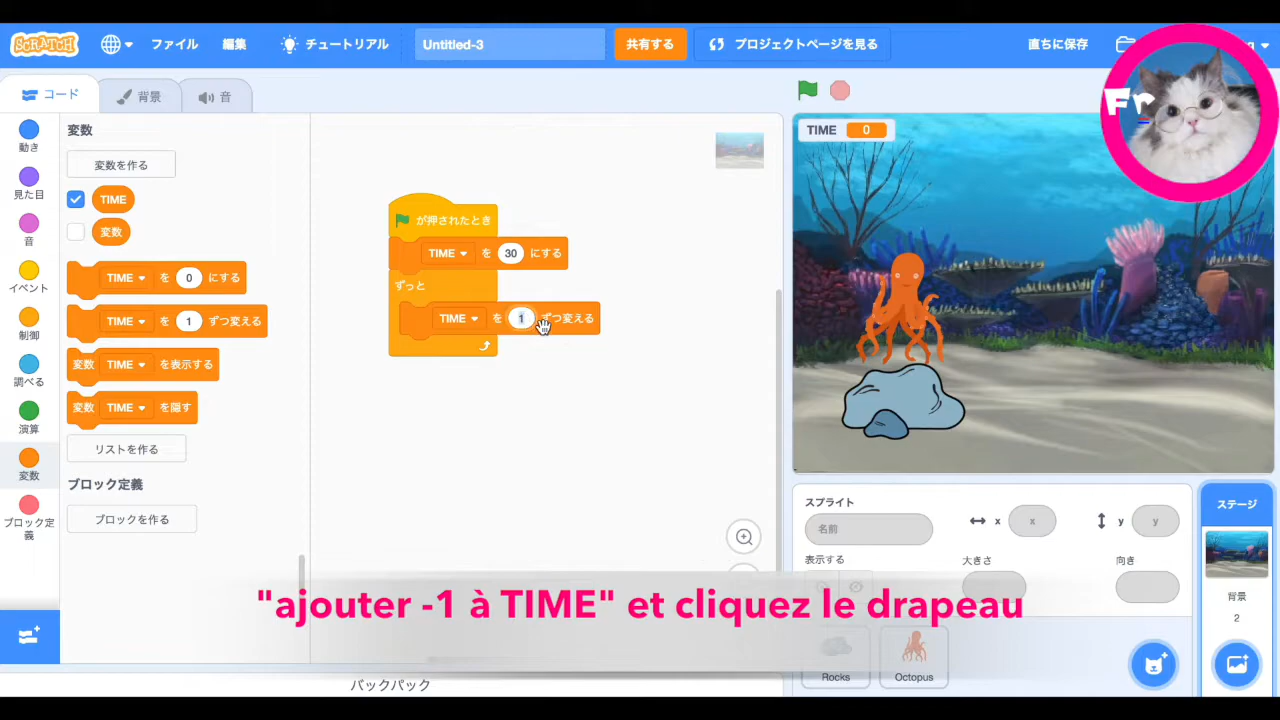 SCRATCH
ファイル
編集
チュートリアル
Untitled-3
共有する
プロジェクトページを見る
直ちに保存
Fr
コード
背景
音
動き
見た目
音
イベント
制御
調べる
演算
変数
ブロック定義
変数
変数を作る
TIME
変数
TIME を 0 にする
TIME を 1 ずつ変える
変数 TIME を表示する
変数 TIME を隠す
リストを作る
ブロック定義
ブロックを作る
が押されたとき
TIME を 30 にする
ずっと
TIME を 1 ずつ変える
TIME 0
スプライト
名前
x
x
y
y
表示する
大きさ
向き
Rocks
Octopus
ステージ
背景
2
"ajouter -1 à TIME" et cliquez le drapeau
バックパック